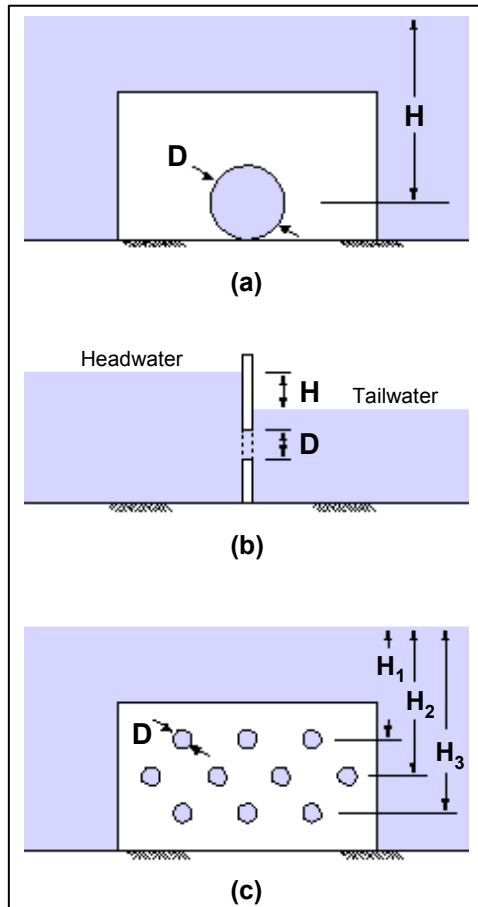 H
D
(a)
Headwater
H
Tailwater
D
(b)
H₁
H₂
D
H₃
(c)